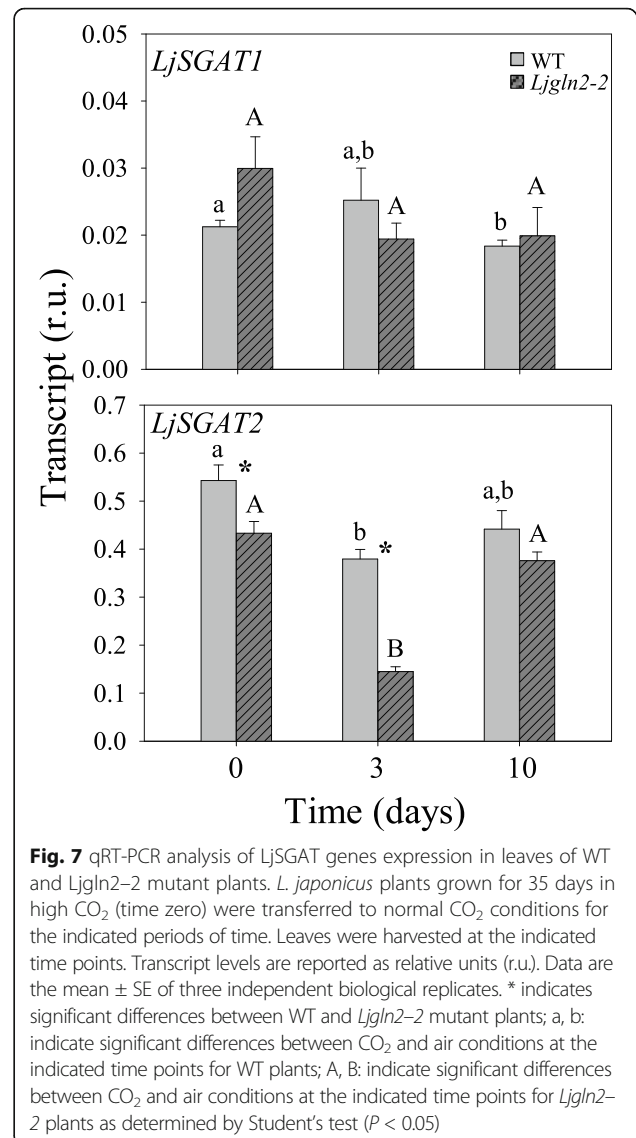 0.05
LjSGAT1
WT
Ljgln2-2
0.04
A
a,b
0.03
a
A
A
b
0.02
0.01
0.00
Transcript (r.u.)
0.7
LjSGAT2
0.6
a
*
a,b
0.5
A
b
*
A
0.4
0.3
B
0.2
0.1
0.0
0
3
10
Time (days)
Fig. 7 qRT-PCR analysis of LjSGAT genes expression in leaves of WT
and Ljgln2–2 mutant plants. L. japonicus plants grown for 35 days in
high CO₂ (time zero) were transferred to normal CO₂ conditions for
the indicated periods of time. Leaves were harvested at the indicated
time points. Transcript levels are reported as relative units (r.u.). Data are
the mean ± SE of three independent biological replicates. * indicates
significant differences between WT and Ljgln2–2 mutant plants; a, b:
indicate significant differences between CO₂ and air conditions at the
indicated time points for WT plants; A, B: indicate significant differences
between CO₂ and air conditions at the indicated time points for Ljgln2–
2 plants as determined by Student's test (P < 0.05)